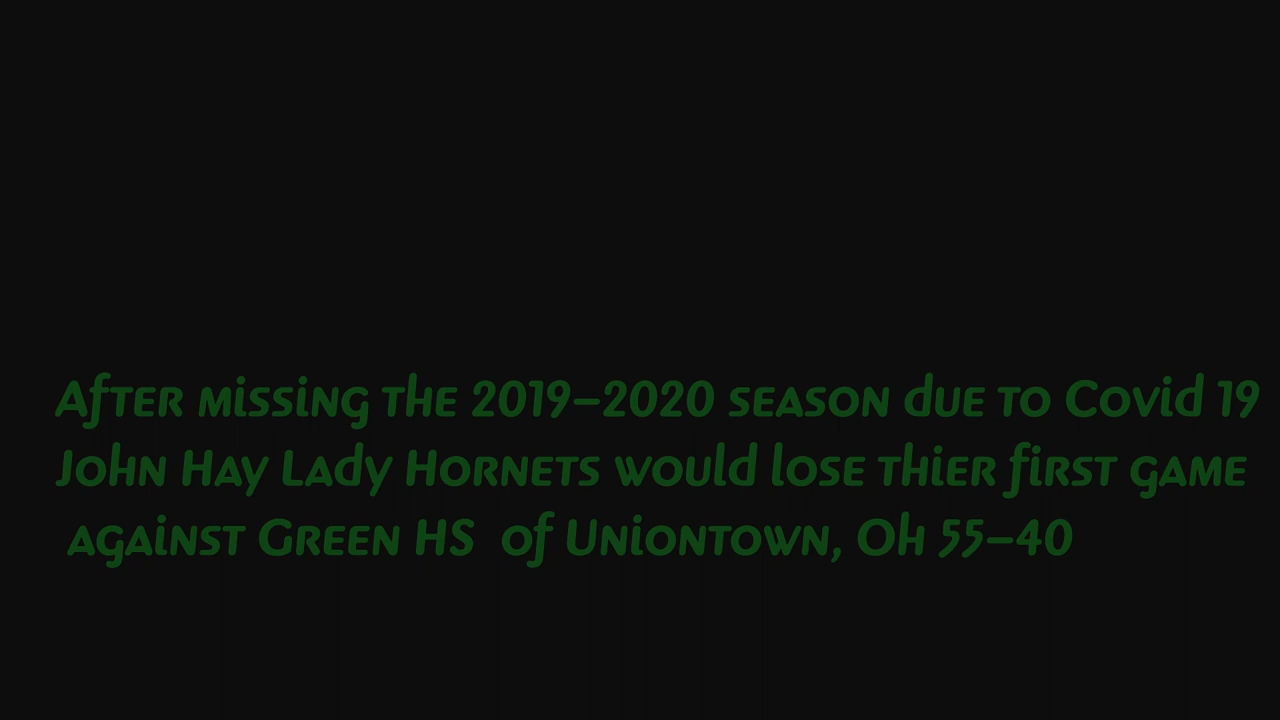 After missing the 2019-2020 season due to Covid 19
John Hay Lady Hornets would lose thier first game
against Green HS of Uniontown, Oh 55-40